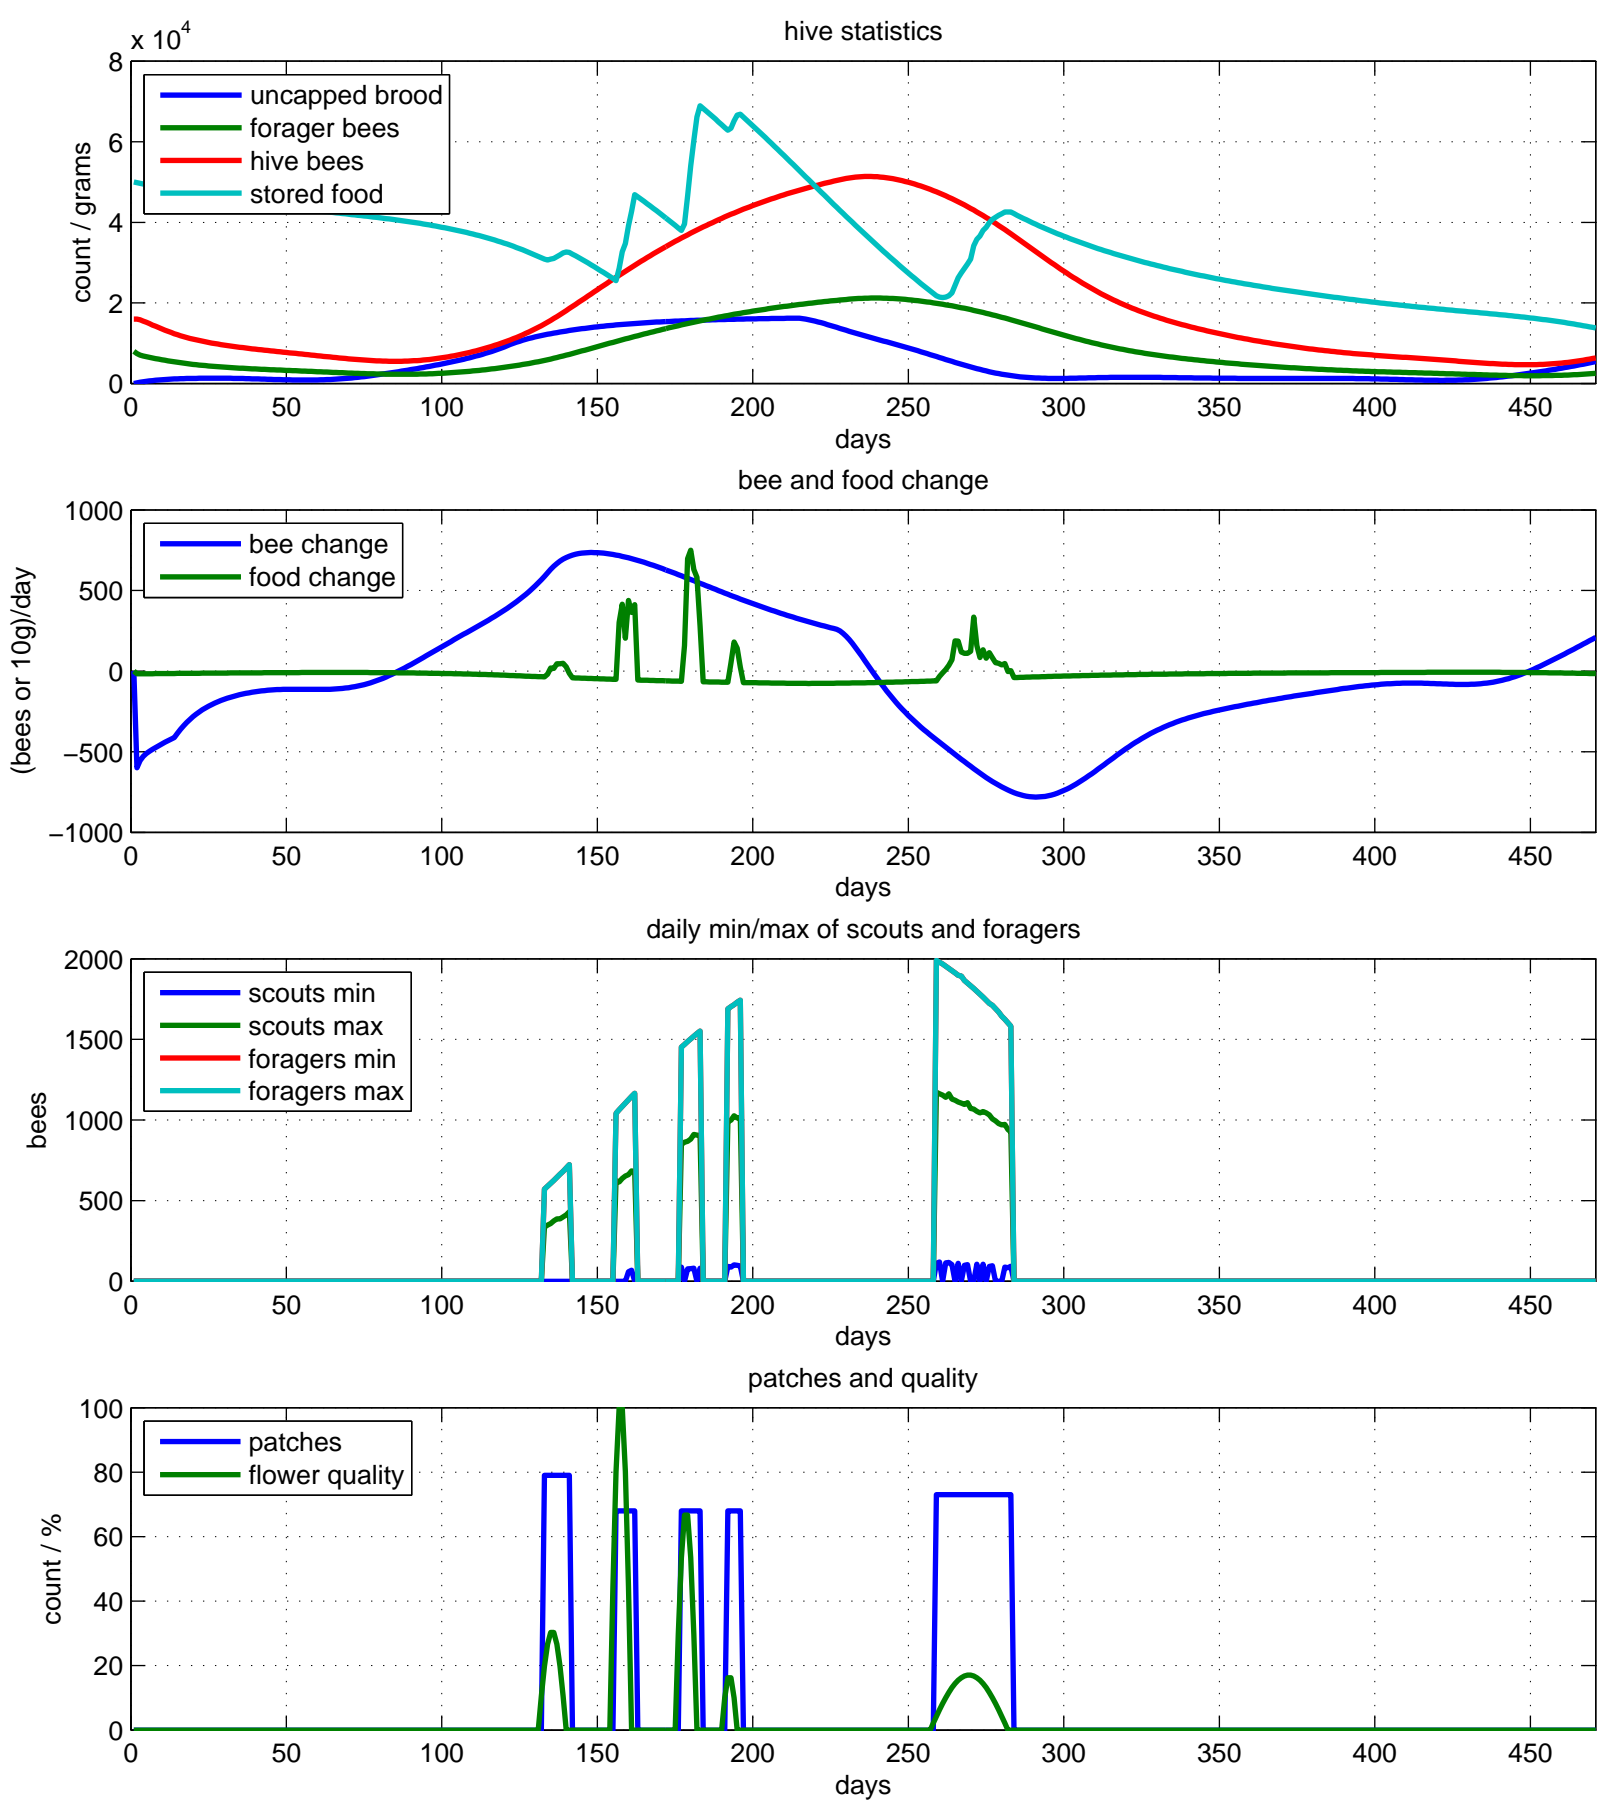 hive statistics
x 10^4
8
6
4
2
0
count / grams
uncapped brood
forager bees
hive bees
stored food
0 50 100 150 200 250 300 350 400 450
days
bee and food change
1000
500
0
−500
−1000
(bees or 10g)/day
bee change
food change
0 50 100 150 200 250 300 350 400 450
days
daily min/max of scouts and foragers
2000
1500
1000
500
0
bees
scouts min
scouts max
foragers min
foragers max
0 50 100 150 200 250 300 350 400 450
days
patches and quality
100
80
60
40
20
0
count / %
patches
flower quality
0 50 100 150 200 250 300 350 400 450
days